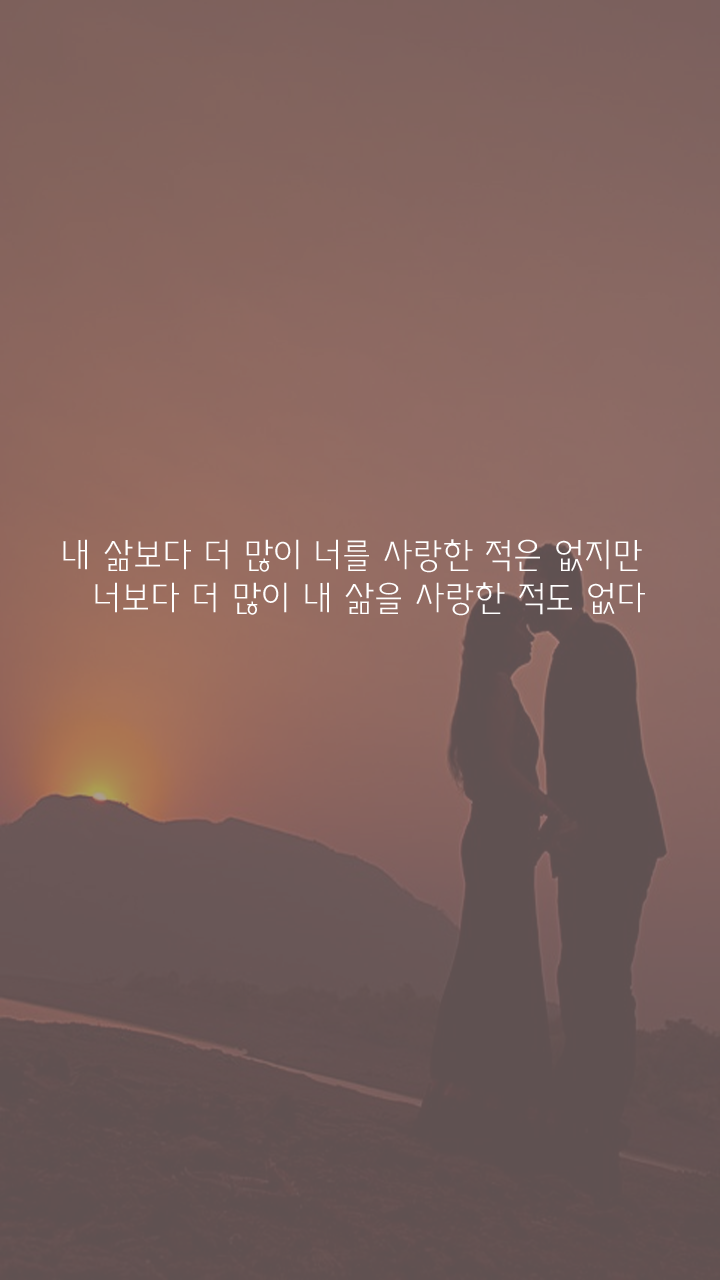 내 삶보다 더 많이 너를 사랑한 적은 없지만
너보다 더 많이 내 삶을 사랑한 적도 없다